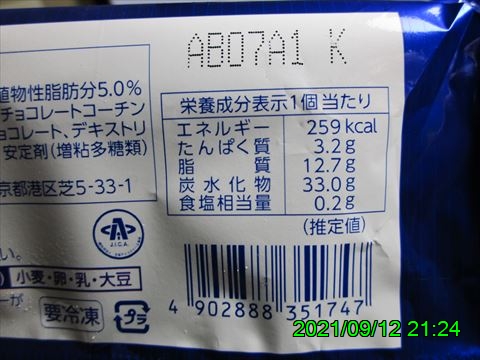 AB07A1 K
植物性脂肪分5.0%
チョコレートコーチン
ョコレート、デキストリ
安定剤(増粘多糖類)
京都港区芝5-33-1
栄養成分表示1個当たり
エネルギー 259kcal
たんぱく質 3.2g
脂質 12.7g
炭水化物 33.0g
食塩相当量 0.2g
(推定値)
J.I.C.A.
い。
小麦・卵・乳・大豆
ーが
要冷凍
プラ
4 902888 351747
2021/09/12 21:24